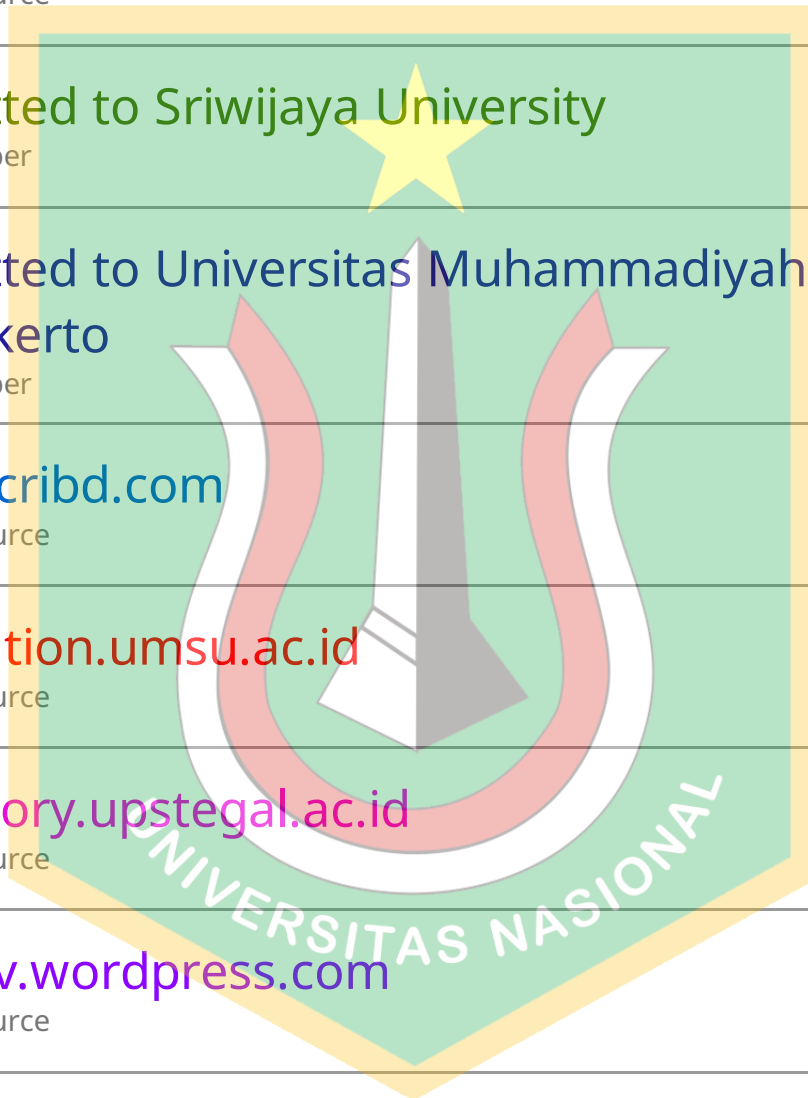 urce
tted to Sriwijaya University
per
tted to Universitas Muhammadiyah
kerto
per
cribd.com
urce
tion.umsu.ac.id
urce
ory.upstegal.ac.id
urce
UNIVERSITAS NASIONAL
v.wordpress.com
urce